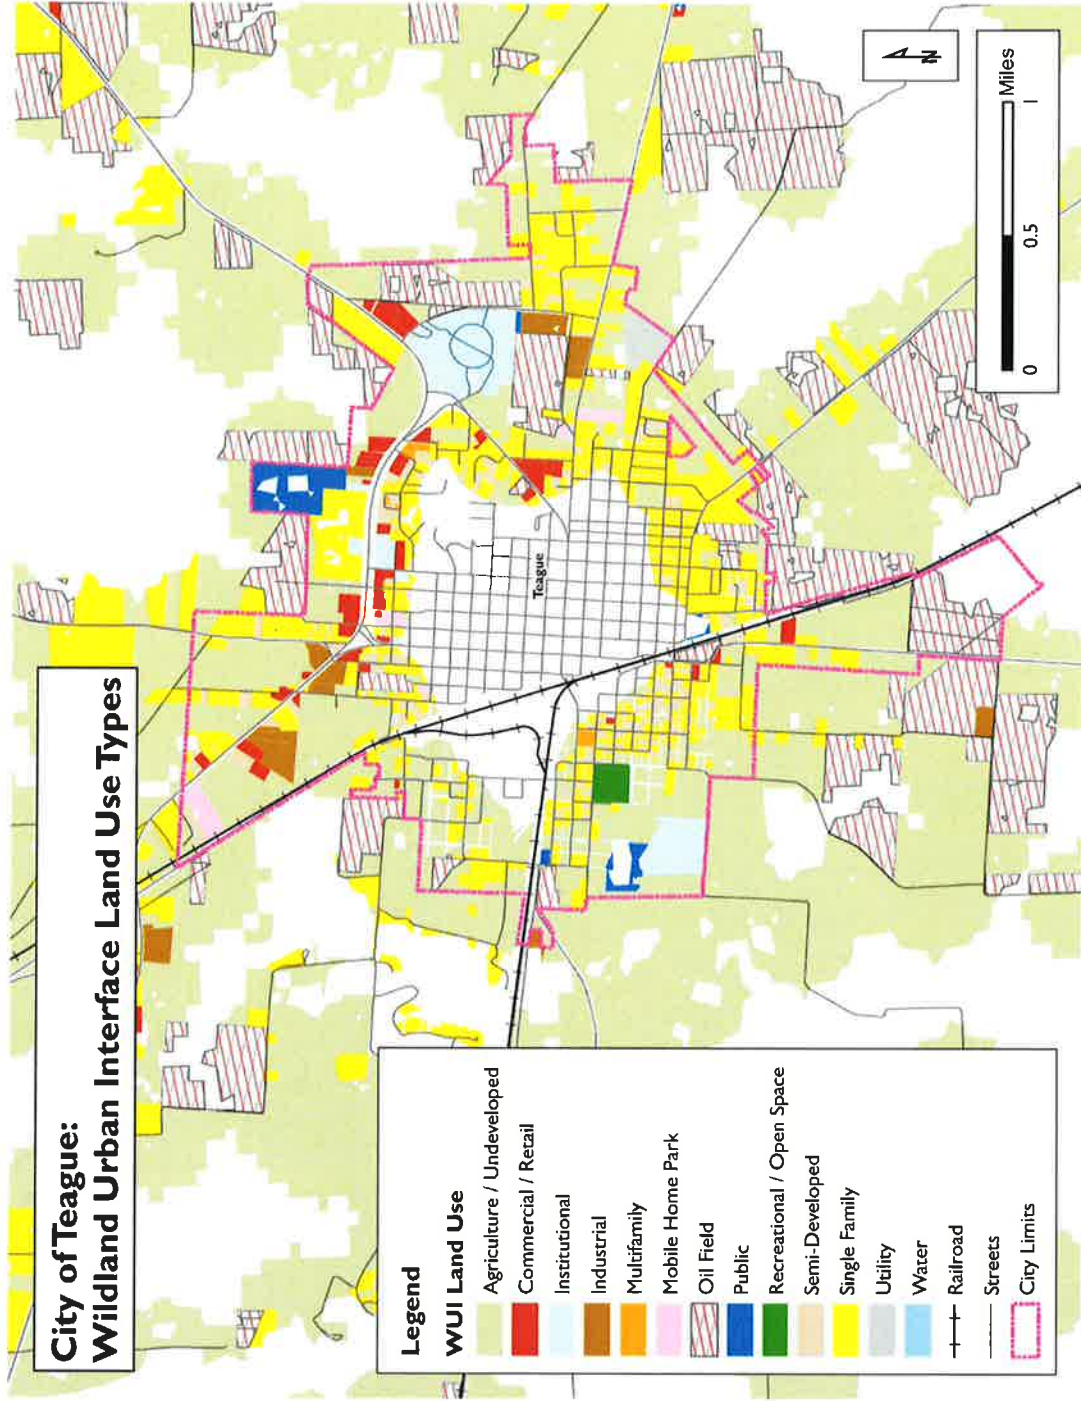 City of Teague:
Wildland Urban Interface Land Use Types
Teague
N
0
0.5
1
Miles
Legend
WUI Land Use
Agriculture / Undeveloped
Commercial / Retail
Institutional
Industrial
Multifamily
Mobile Home Park
Oil Field
Public
Recreational / Open Space
Semi-Developed
Single Family
Utility
Water
Railroad
Streets
City Limits